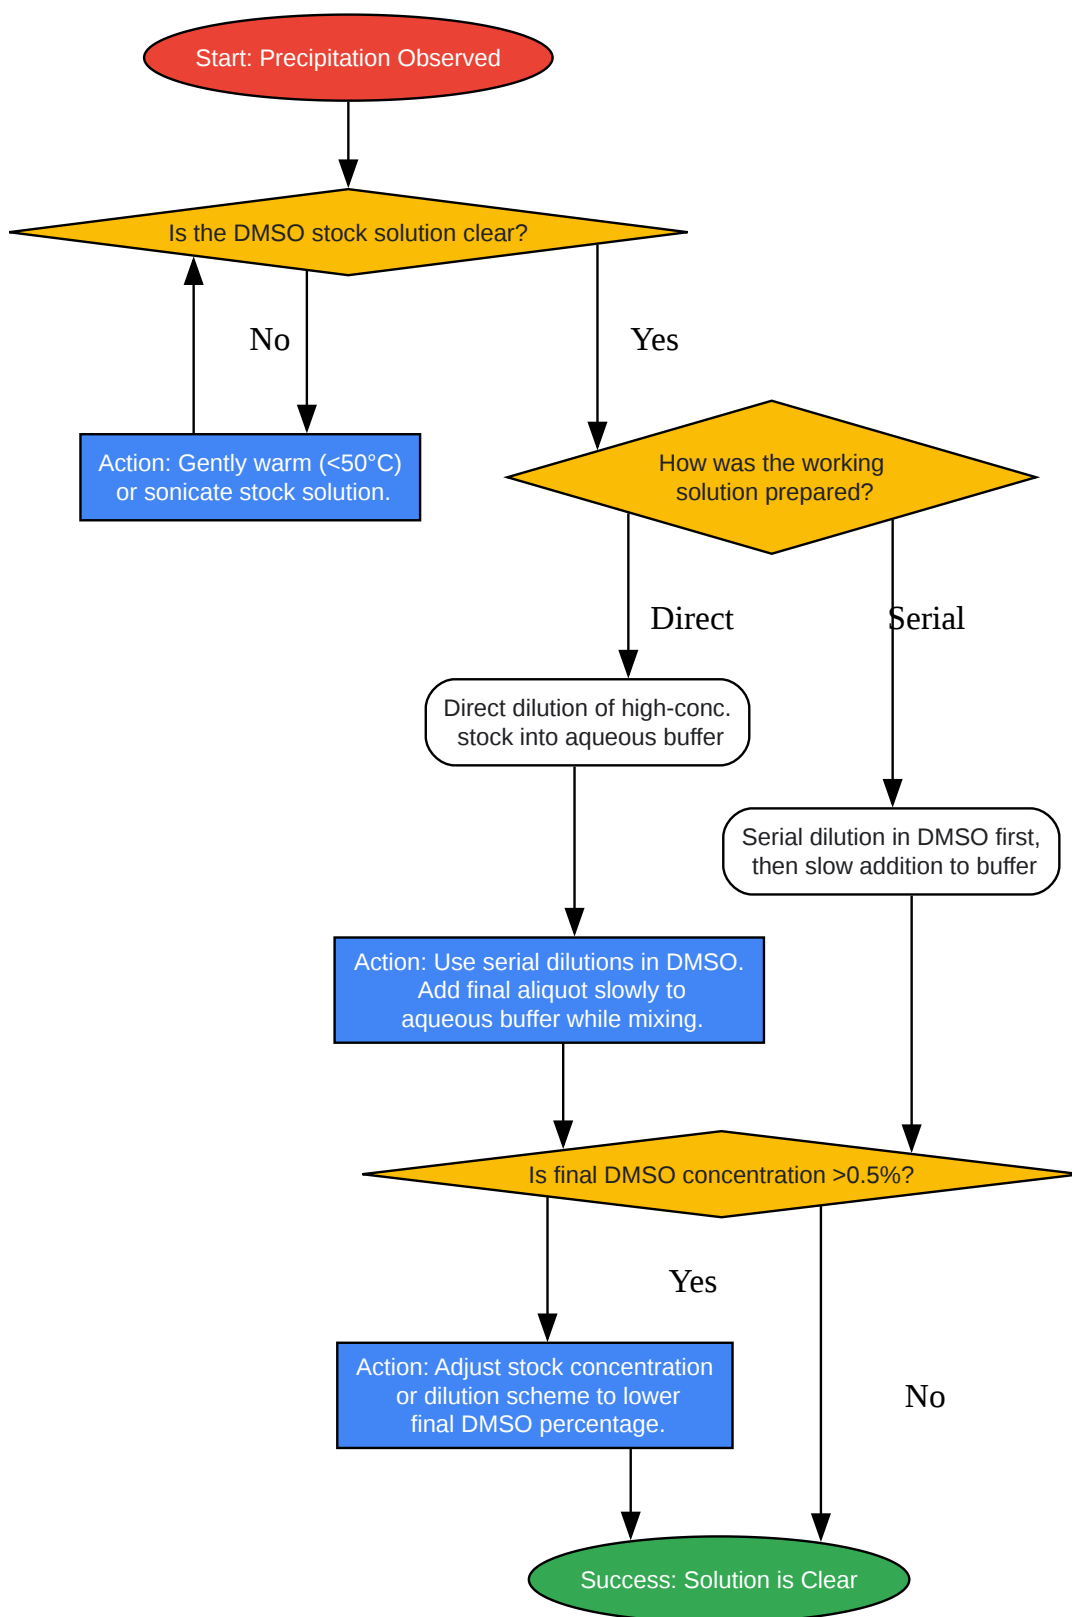 Start: Precipitation Observed
Is the DMSO stock solution clear?
No
Yes
Action: Gently warm (<50°C)
or sonicate stock solution.
How was the working
solution prepared?
Direct
Serial
Direct dilution of high-conc.
stock into aqueous buffer
Serial dilution in DMSO first,
then slow addition to buffer
Action: Use serial dilutions in DMSO.
Add final aliquot slowly to
aqueous buffer while mixing.
Is final DMSO concentration >0.5%?
Yes
Action: Adjust stock concentration
or dilution scheme to lower
final DMSO percentage.
No
Success: Solution is Clear